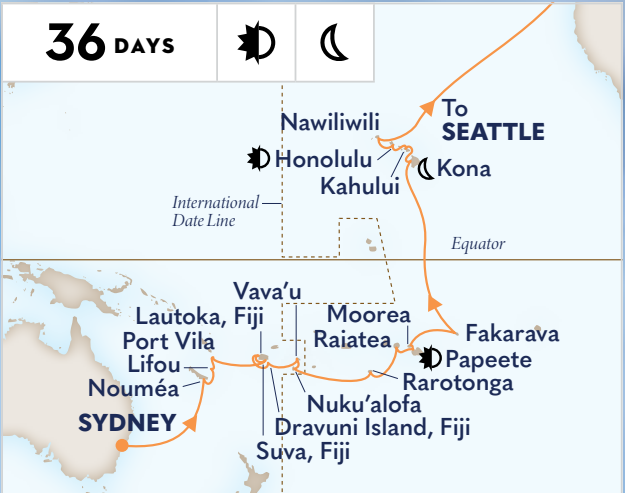 36 DAYS
Nawiliwili
To
SEATTLE
Honolulu
Kona
Kahului
International
Date Line
Equator
Vava'u
Lautoka, Fiji
Moorea
Port Vila
Raiatea
Fakarava
Lifou
Papeete
Nouméa
Rarotonga
Nuku'alofa
SYDNEY
Dravuni Island, Fiji
Suva, Fiji